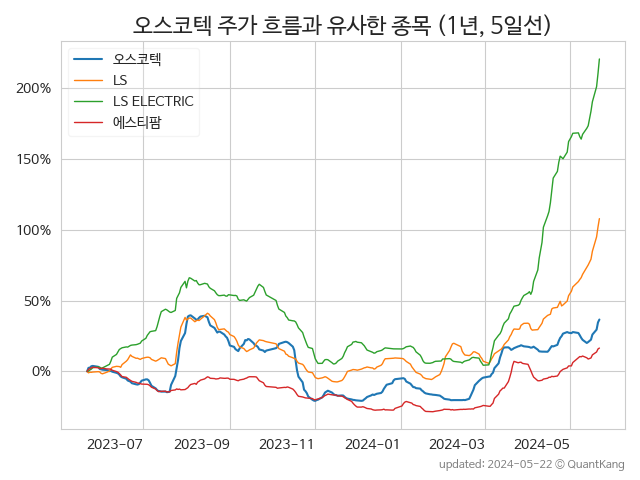 오스코텍 주가 흐름과 유사한 종목 (1년, 5일선)
오스코텍
LS
LS ELECTRIC
에스티팜
200%
150%
100%
50%
0%
2023-07 2023-09 2023-11 2024-01 2024-03 2024-05
updated: 2024-05-22 © QuantKang